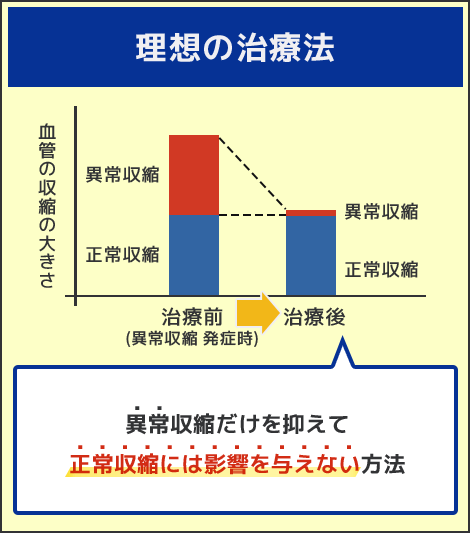 理想の治療法
血管の収縮の大きさ
異常収縮
正常収縮
異常収縮
正常収縮
治療前
(異常収縮 発症時)
治療後
異常収縮だけを抑えて
正常収縮には影響を与えない方法